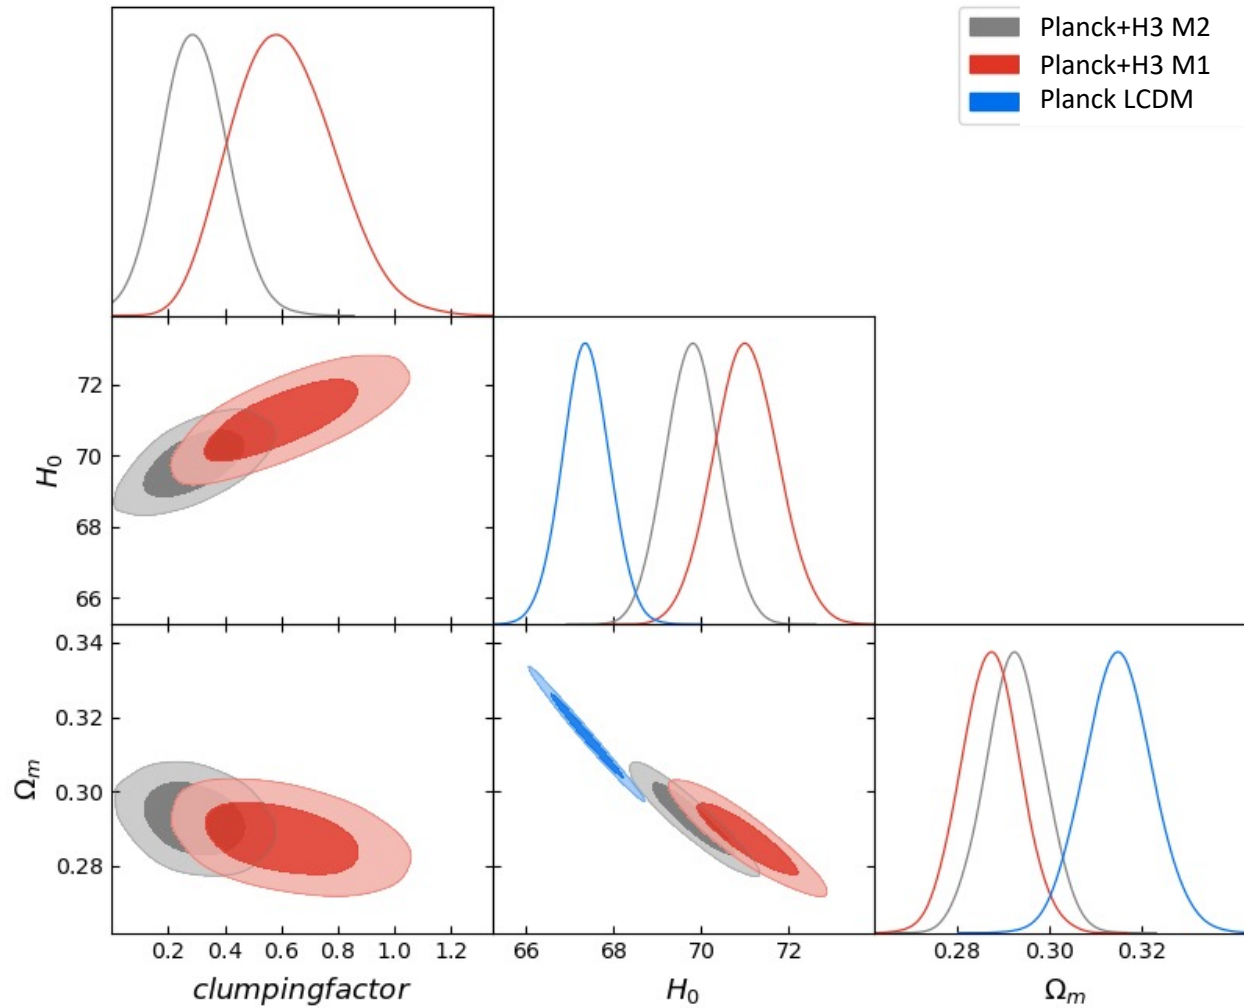 Planck+H3 M2
Planck+H3 M1
Planck LCDM
H₀
72
70
68
66
Ωₘ
0.34
0.32
0.30
0.28
0.2 0.4 0.6 0.8 1.0 1.2
66 68 70 72
0.28 0.30 0.32
clumpingfactor
H₀
Ωₘ